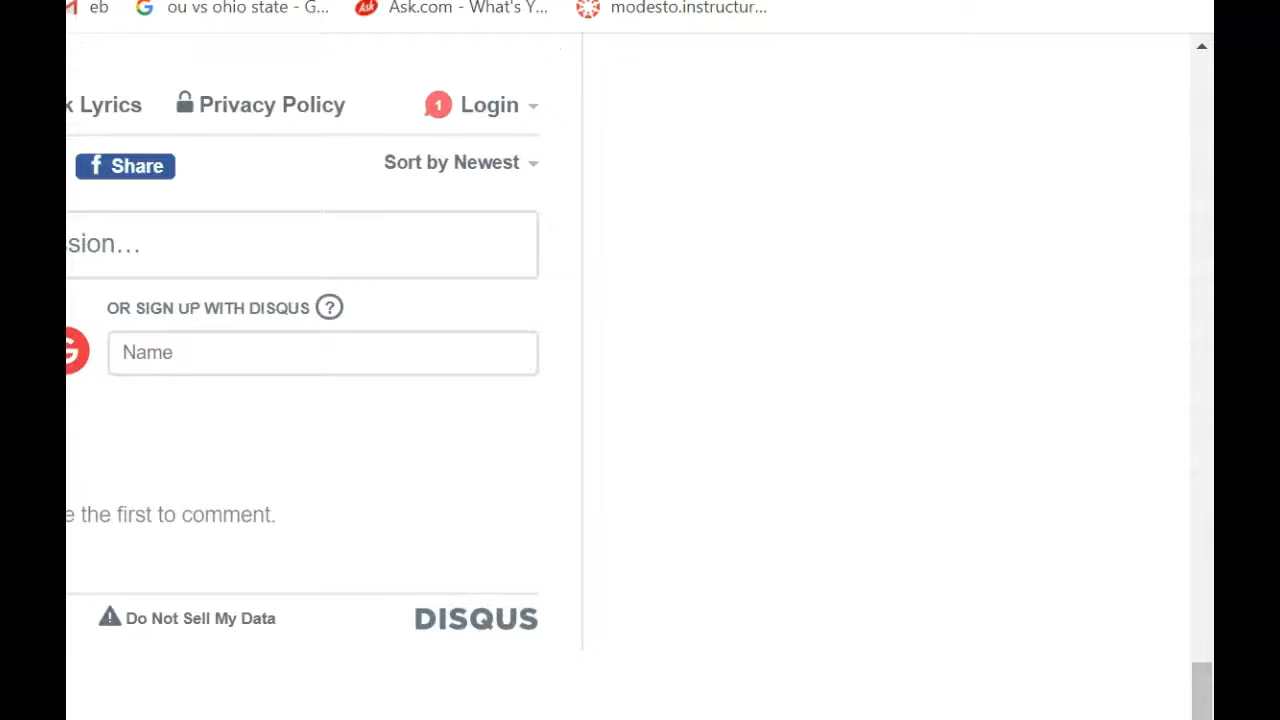 eb ou vs ohio state - G... Ask Ask.com - What's Y... modesto.instructur...
k Lyrics Privacy Policy 1 Login
f Share Sort by Newest
sion...
OR SIGN UP WITH DISQUS ?
G Name
e the first to comment.
Do Not Sell My Data DISQUS